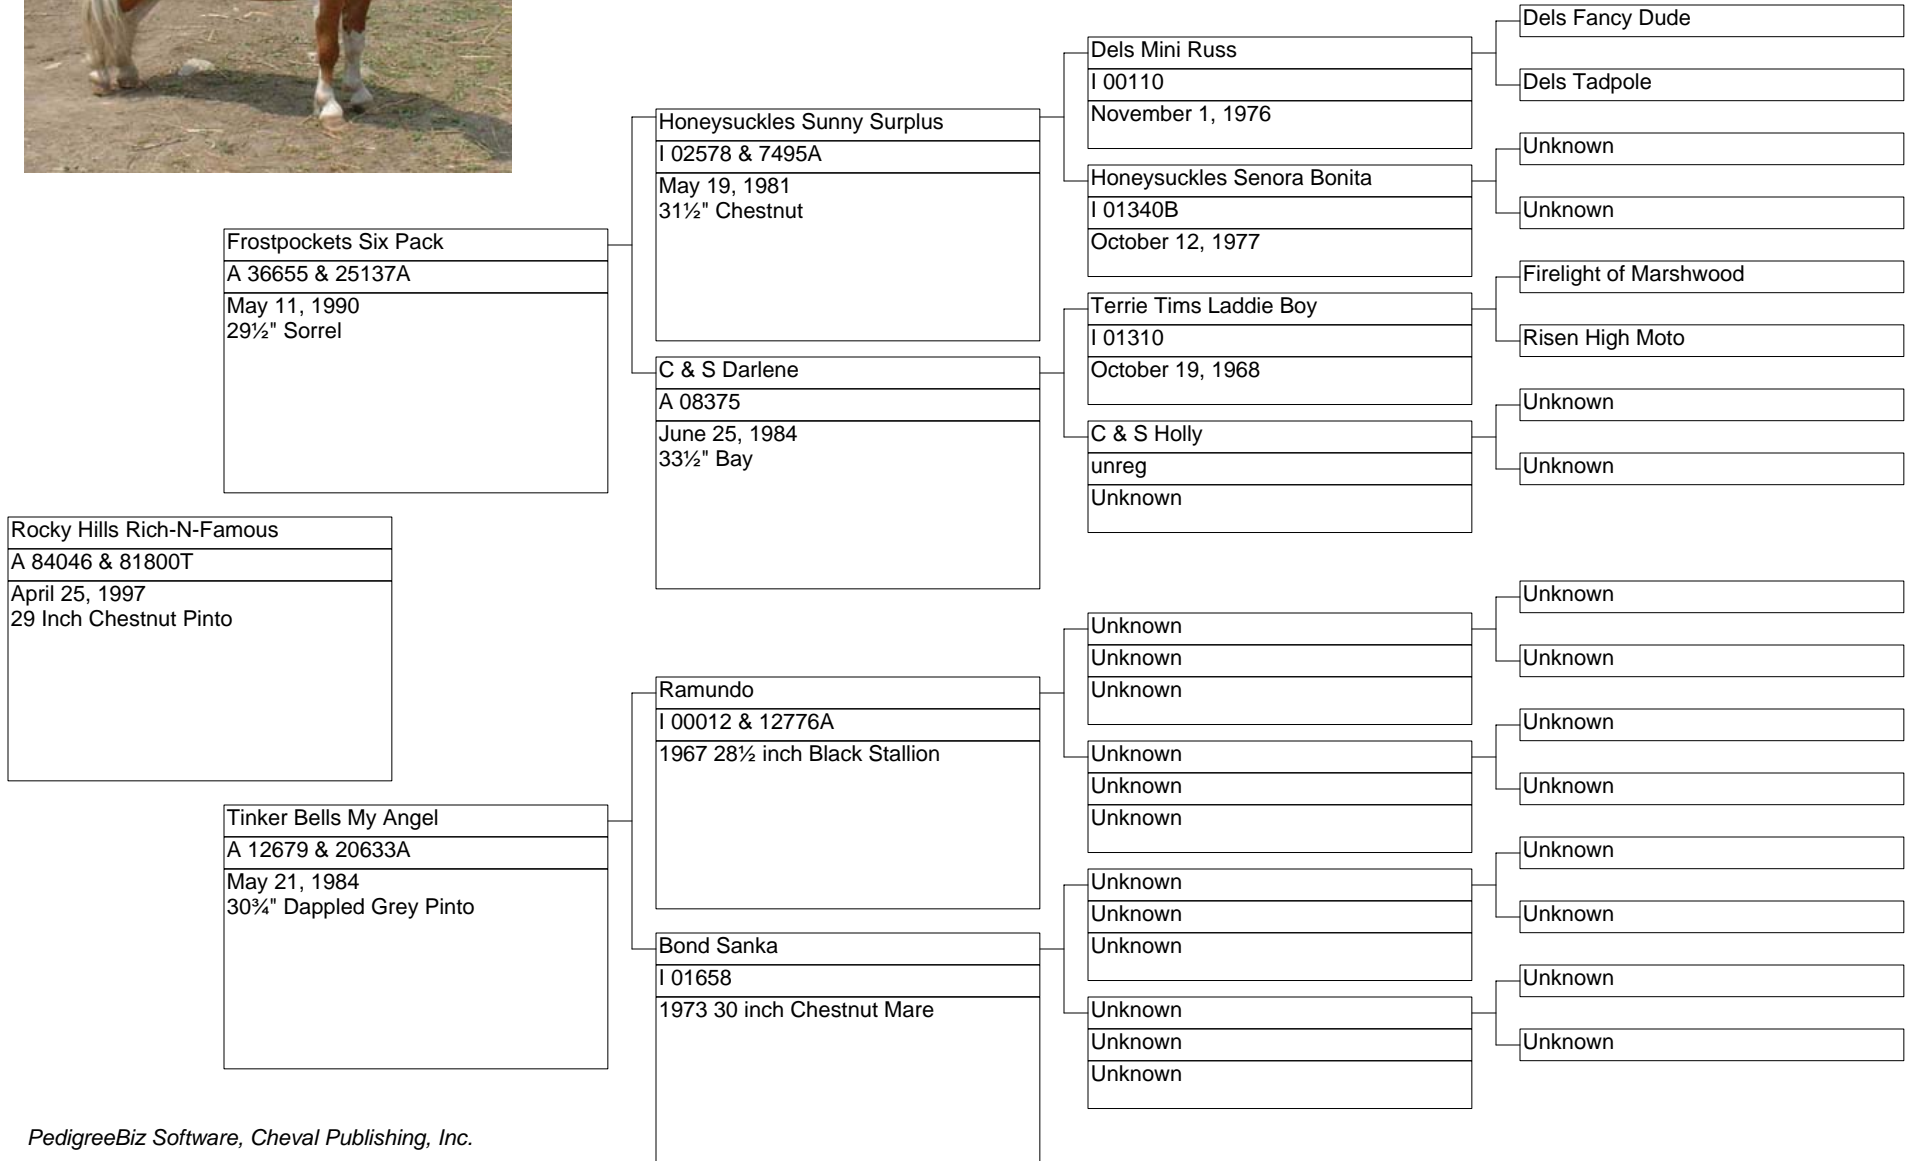 Frostpockets Six Pack
A 36655 & 25137A
May 11, 1990
29½" Sorrel
Rocky Hills Rich-N-Famous
A 84046 & 81800T
April 25, 1997
29 Inch Chestnut Pinto
Tinker Bells My Angel
A 12679 & 20633A
May 21, 1984
30¾" Dappled Grey Pinto
Honeysuckles Sunny Surplus
I 02578 & 7495A
May 19, 1981
31½" Chestnut
C & S Darlene
A 08375
June 25, 1984
33½" Bay
Ramundo
I 00012 & 12776A
1967 28½ inch Black Stallion
Bond Sanka
I 01658
1973 30 inch Chestnut Mare
Dels Mini Russ
I 00110
November 1, 1976
Honeysuckles Senora Bonita
I 01340B
October 12, 1977
Terrie Tims Laddie Boy
I 01310
October 19, 1968
C & S Holly
unreg
Unknown
Unknown
Unknown
Unknown
Unknown
Unknown
Unknown
Unknown
Unknown
Unknown
Unknown
Unknown
Unknown
Dels Fancy Dude
Dels Tadpole
Unknown
Unknown
Firelight of Marshwood
Risen High Moto
Unknown
Unknown
Unknown
Unknown
Unknown
Unknown
Unknown
Unknown
Unknown
Unknown
PedigreeBiz Software, Cheval Publishing, Inc.